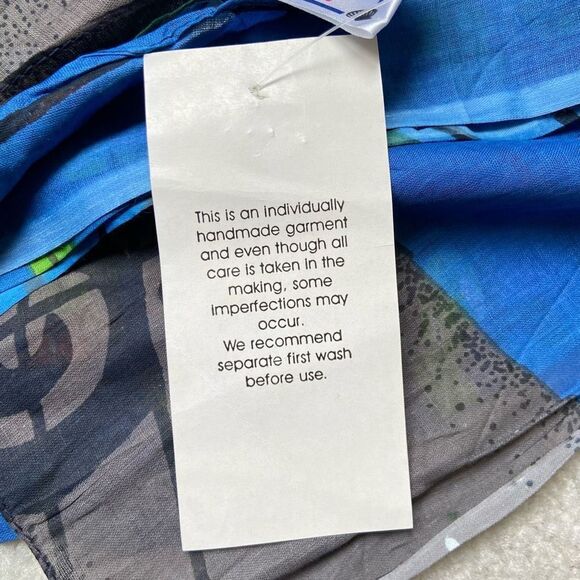 This is an individually
handmade garment
and even though all
care is taken in the
making, some
imperfections may
occur.
We recommend
separate first wash
before use.